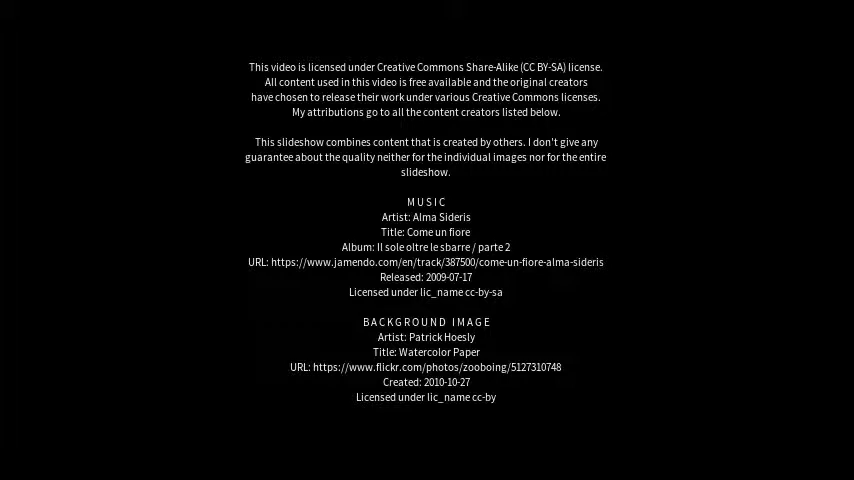 This video is licensed under Creative Commons Share-Alike (CC BY-SA) license.
All content used in this video is free available and the original creators
have chosen to release their work under various Creative Commons licenses.
My attributions go to all the content creators listed below.
This slideshow combines content that is created by others. I don't give any
guarantee about the quality neither for the individual images nor for the entire
slideshow.
MUSIC
Artist: Alma Sideris
Title: Come un fiore
Album: Il sole oltre le sbarre / parte 2
URL: https://www.jamendo.com/en/track/387500/come-un-fiore-alma-sideris
Released: 2009-07-17
Licensed under lic_name cc-by-sa
BACKGROUND IMAGE
Artist: Patrick Hoesly
Title: Watercolor Paper
URL: https://www.flickr.com/photos/zooboing/5127310748
Created: 2010-10-27
Licensed under lic_name cc-by